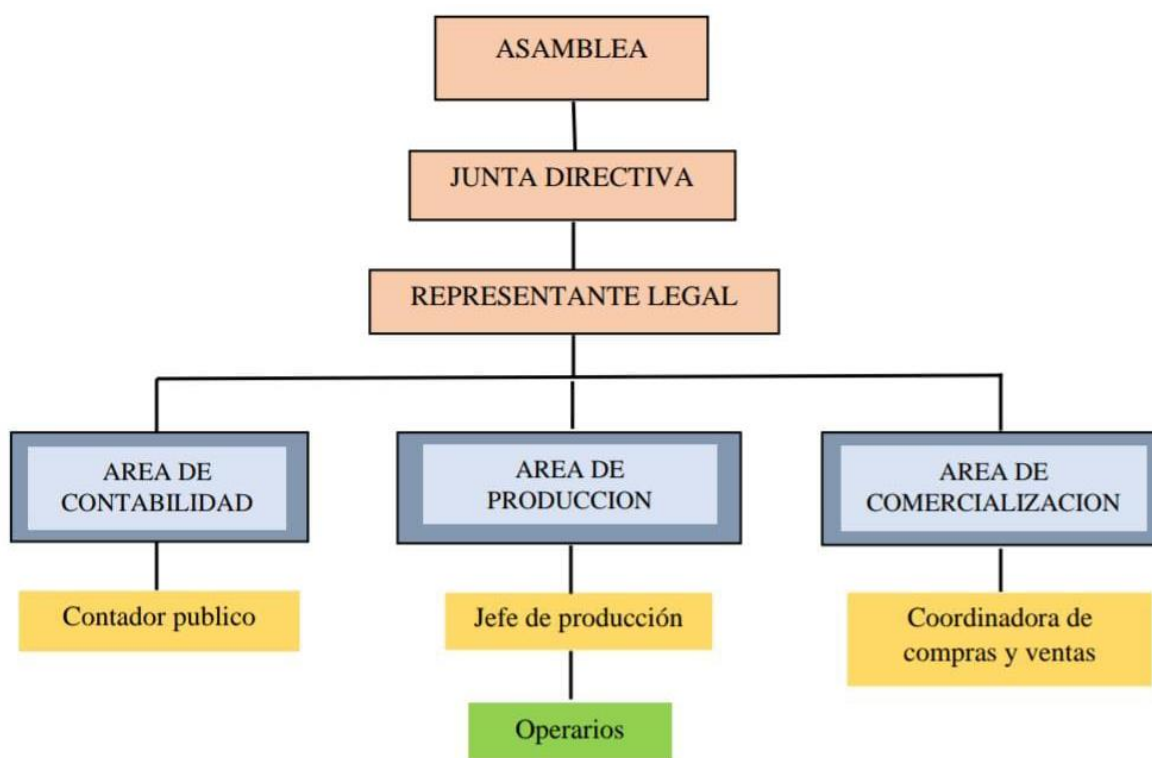 ASAMBLEA
JUNTA DIRECTIVA
REPRESENTANTE LEGAL
AREA DE
CONTABILIDAD
AREA DE
PRODUCCION
AREA DE
COMERCIALIZACION
Contador publico
Jefe de producción
Coordinadora de
compras y ventas
Operarios